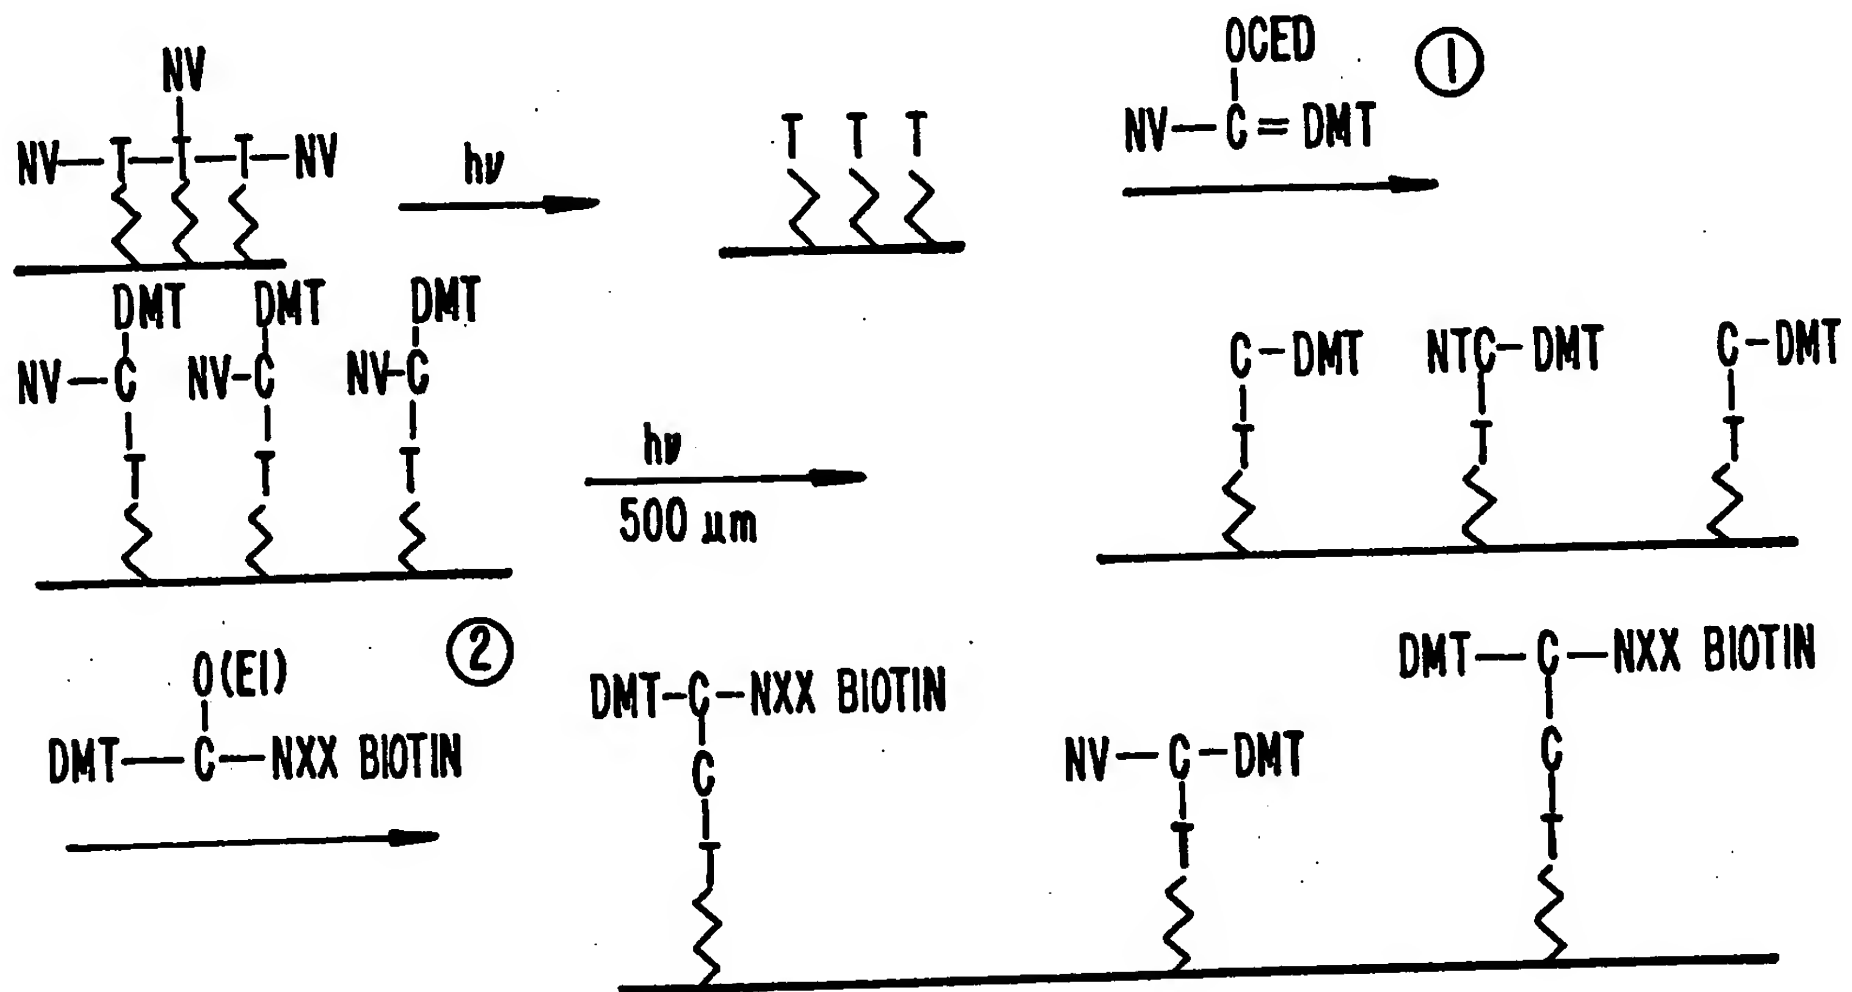 NV
NV—T—T—T—NV
hν
T T T
OCED
NV—C=DMT
①
DMT DMT DMT
NV—C NV—C NV—C
T T T
hν
500 μm
C—DMT NTC—DMT C—DMT
T T T
②
O(EI)
DMT—C—NXX BIOTIN
DMT—C—NXX BIOTIN
C
T
NV—C—DMT
T
DMT—C—NXX BIOTIN
C
T